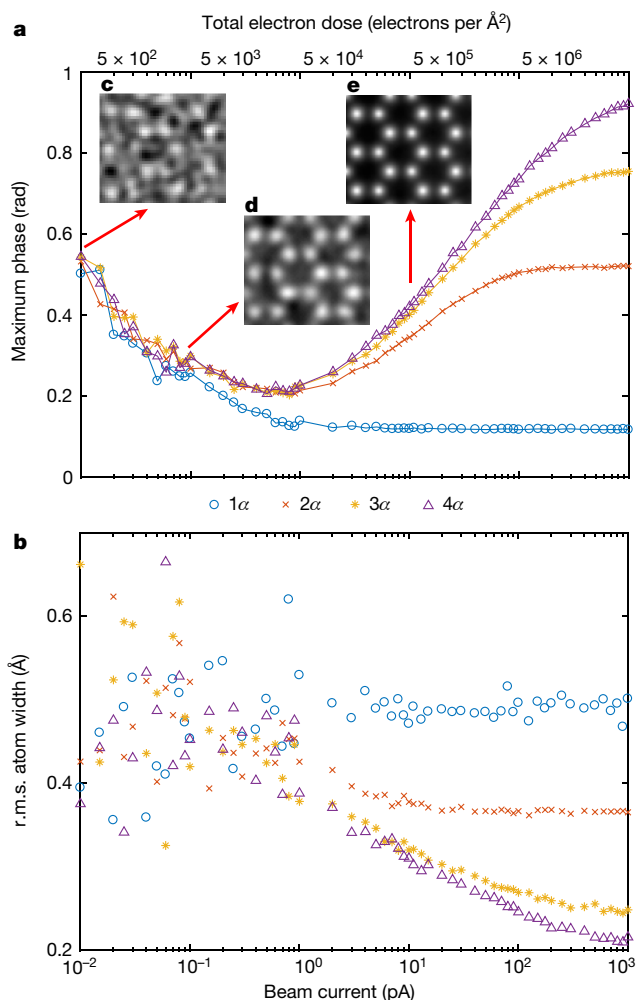 Total electron dose (electrons per Å²)
a
5 × 10² 5 × 10³ 5 × 10⁴ 5 × 10⁵ 5 × 10⁶
1
c
e
0.8
d
0.6
Maximum phase (rad)
0.4
0.2
0
1α 2α 3α 4α
b
0.6
r.m.s. atom width (Å)
0.4
0.2
10⁻² 10⁻¹ 10⁰ 10¹ 10² 10³
Beam current (pA)